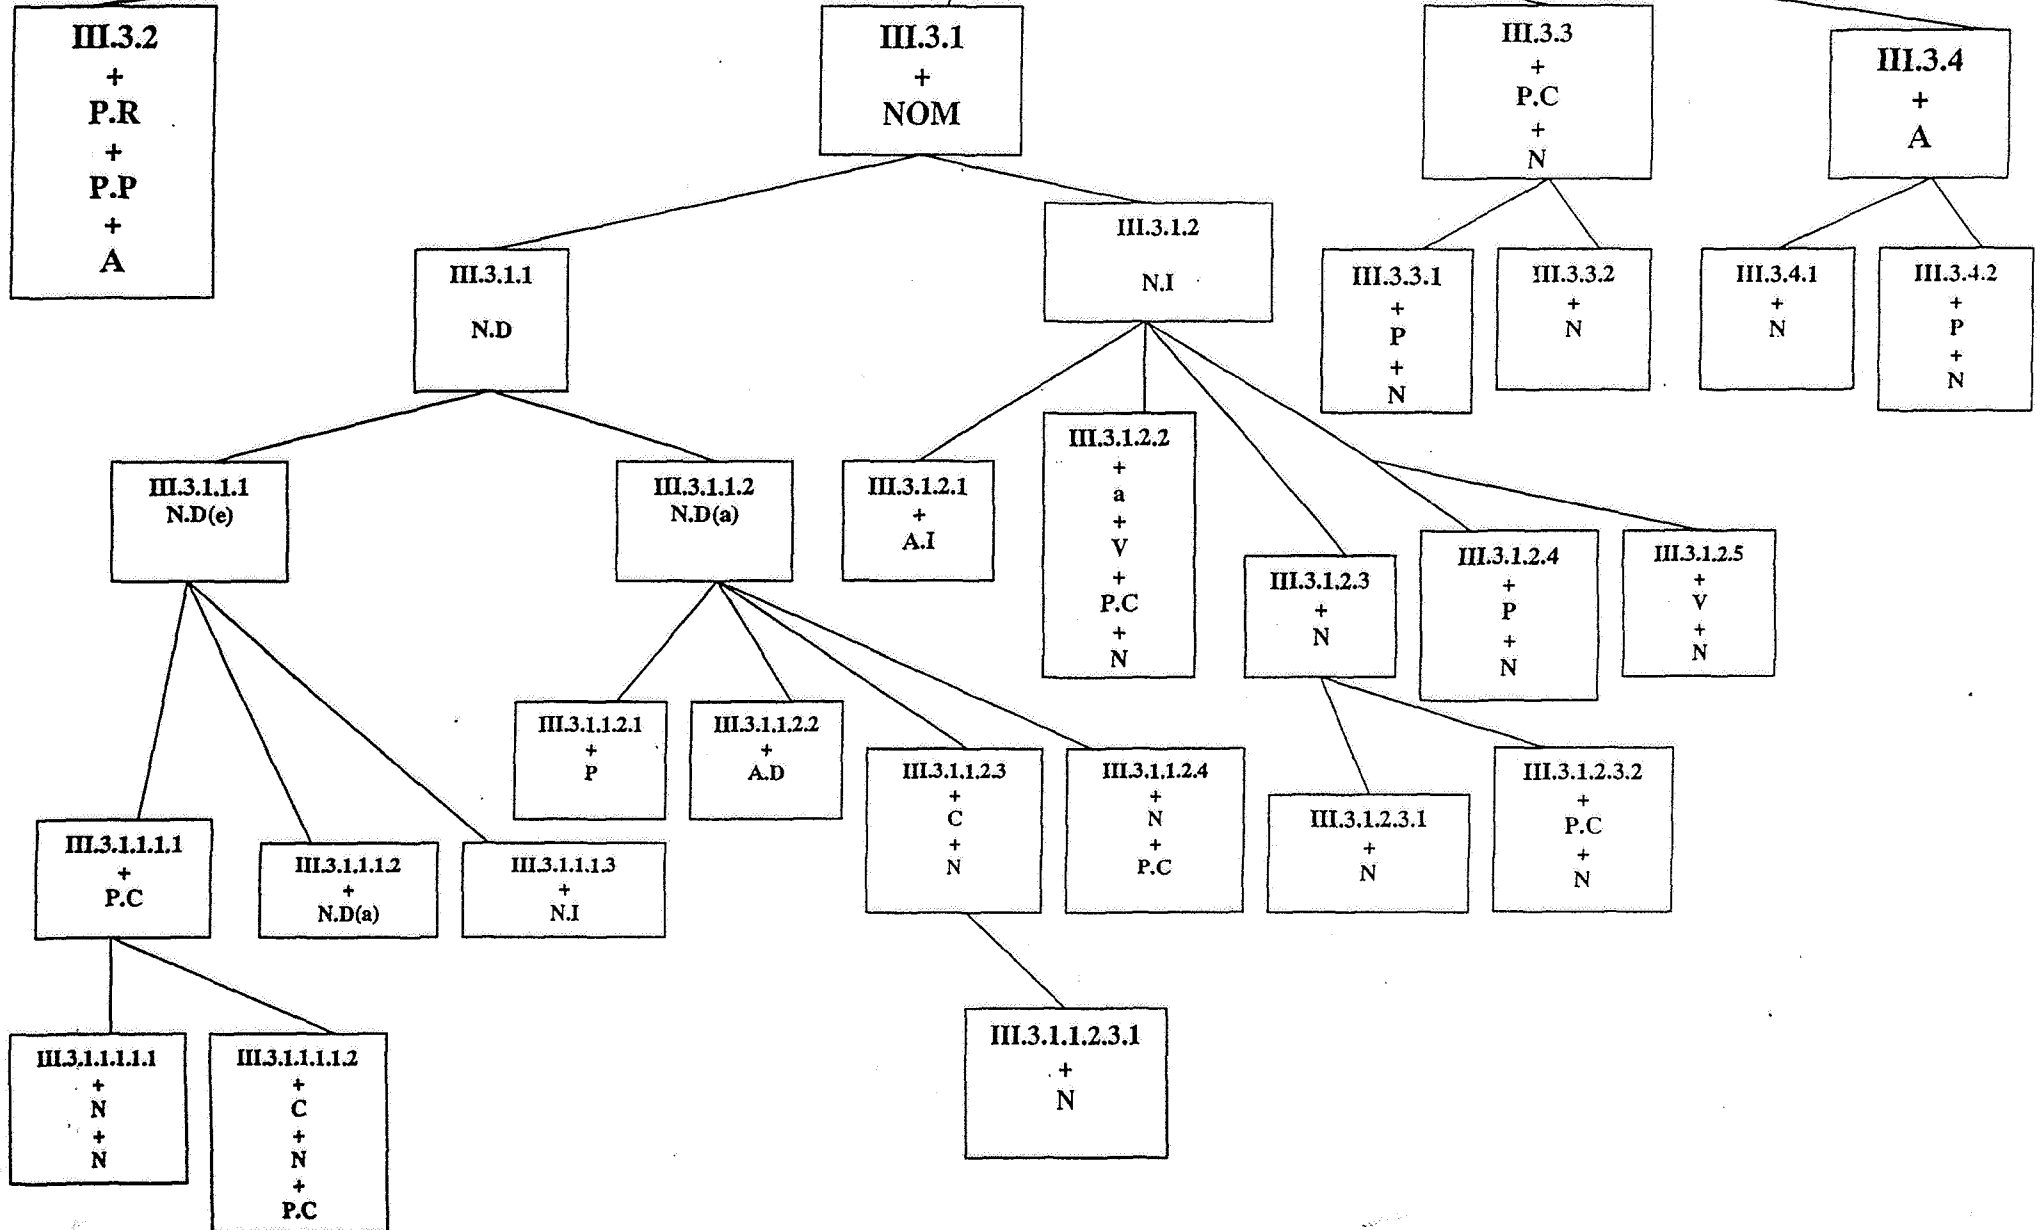 III.3.2
+
P.R
+
P.P
+
A
III.3.1
+
NOM
III.3.3
+
P.C
+
N
III.3.4
+
A
III.3.1.1
N.D
III.3.1.2
N.I
III.3.3.1
+
P
+
N
III.3.3.2
+
N
III.3.4.1
+
N
III.3.4.2
+
P
+
N
III.3.1.1.1
N.D(e)
III.3.1.1.2
N.D(a)
III.3.1.2.1
+
A.I
III.3.1.2.2
+
a
+
V
+
P.C
+
N
III.3.1.2.3
+
N
III.3.1.2.4
+
P
+
N
III.3.1.2.5
+
V
+
N
III.3.1.1.1.1
+
P.C
III.3.1.1.1.2
+
N.D(a)
III.3.1.1.1.3
+
N.I
III.3.1.1.2.1
+
P
III.3.1.1.2.2
+
A.D
III.3.1.1.2.3
+
C
+
N
III.3.1.1.2.4
+
N
+
P.C
III.3.1.2.3.1
+
N
III.3.1.2.3.2
+
P.C
+
N
III.3.1.1.1.1.1
+
N
+
N
III.3.1.1.1.1.2
+
C
+
N
+
P.C
III.3.1.1.2.3.1
+
N